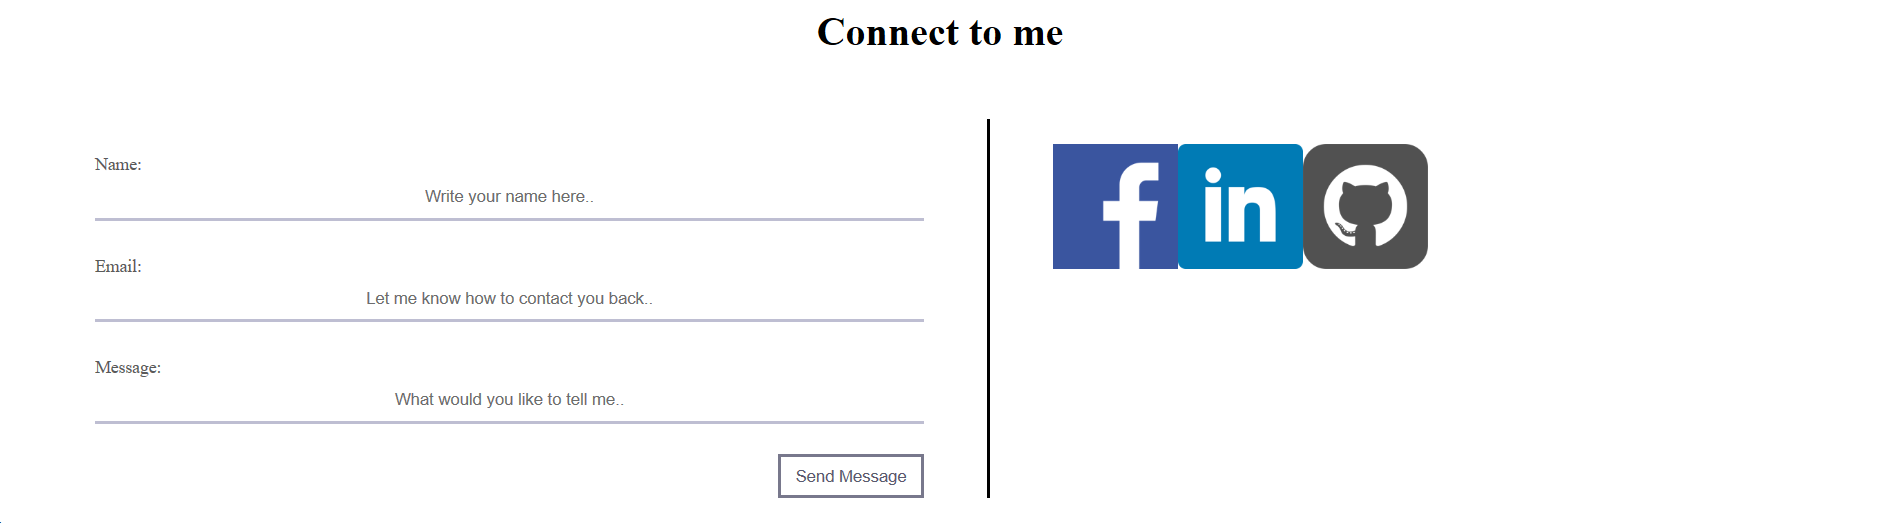 Connect to me
Name:
Write your name here..
Email:
Let me know how to contact you back..
Message:
What would you like to tell me..
Send Message
f
in